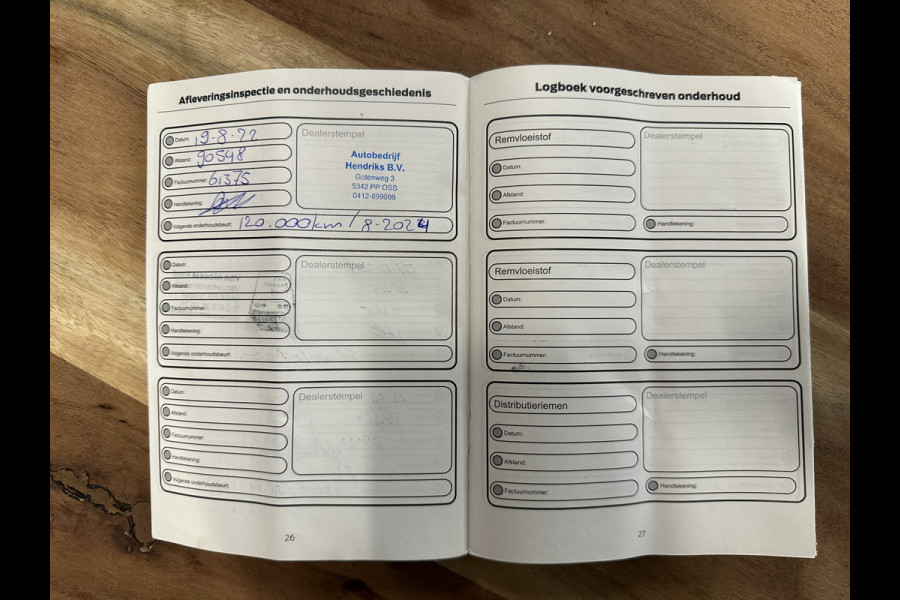 Afleveringsinspectie en onderhoudsgeschiedenis
Datum: 19-8-22
Afstand: 90548
Factuurnummer: 61375
Handtekening:
Volgende onderhoudsbeurt: 120.000km / 8-2024
Dealerstempel
Autobedrijf
Hendriks B.V.
Gotenweg 3
5342 PP OSS
0412-699099
Datum:
Afstand:
Factuurnummer:
Handtekening:
Volgende onderhoudsbeurt:
Dealerstempel
Datum:
Afstand:
Factuurnummer:
Handtekening:
Volgende onderhoudsbeurt:
Dealerstempel
26
Logboek voorgeschreven onderhoud
Remvloeistof
Datum:
Afstand:
Factuurnummer:
Dealerstempel
Handtekening:
Remvloeistof
Datum:
Afstand:
Factuurnummer:
Dealerstempel
Handtekening:
Distributieriemen
Datum:
Afstand:
Factuurnummer:
Dealerstempel
Handtekening:
27